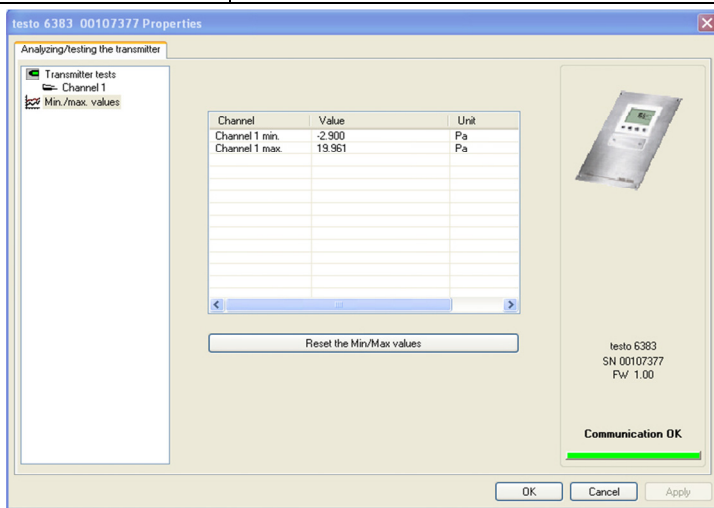 testo 6383 00107377 Properties
Analyzing/testing the transmitter
Transmitter tests
Channel 1
Min./max. values
Channel Value Unit
Channel 1 min. -2.900 Pa
Channel 1 max. 19.961 Pa
Reset the Min/Max values
testo 6383
SN 00107377
FW 1.00
Communication OK
OK Cancel Apply